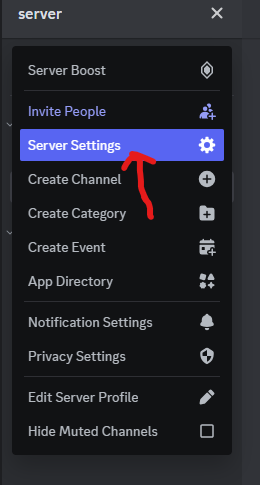 server
Server Boost
Invite People
Server Settings
Create Channel
Create Category
Create Event
App Directory
Notification Settings
Privacy Settings
Edit Server Profile
Hide Muted Channels